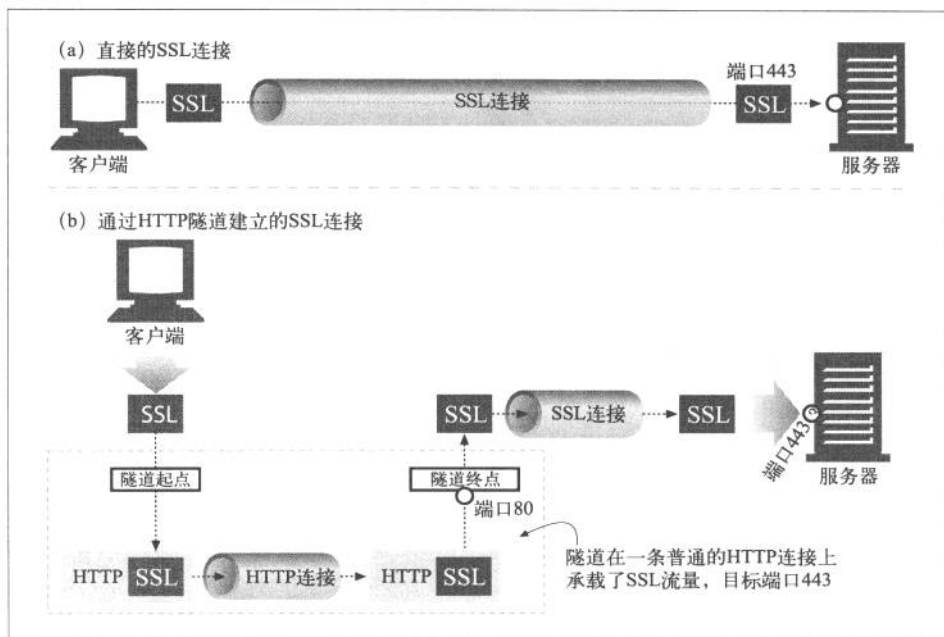 (a) 直接的SSL连接
端口443
SSL
SSL连接
SSL
客户端
服务器
(b) 通过HTTP隧道建立的SSL连接
客户端
SSL
SSL
SSL连接
SSL
端口443
服务器
隧道起点
隧道终点
端口80
HTTP SSL
HTTP连接
HTTP SSL
隧道在一条普通的HTTP连接上
承载了SSL流量，目标端口443